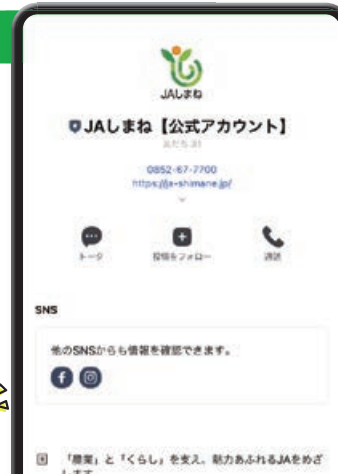 JAしまね
JAしまね【公式アカウント】
友だち 31
0852-67-7700
https://ja-shimane.jp/
トーク
投稿をフォロー
通話
SNS
他のSNSからも情報を確認できます。
「農業」と「くらし」を支え、魅力あふれるJAをめざ
します